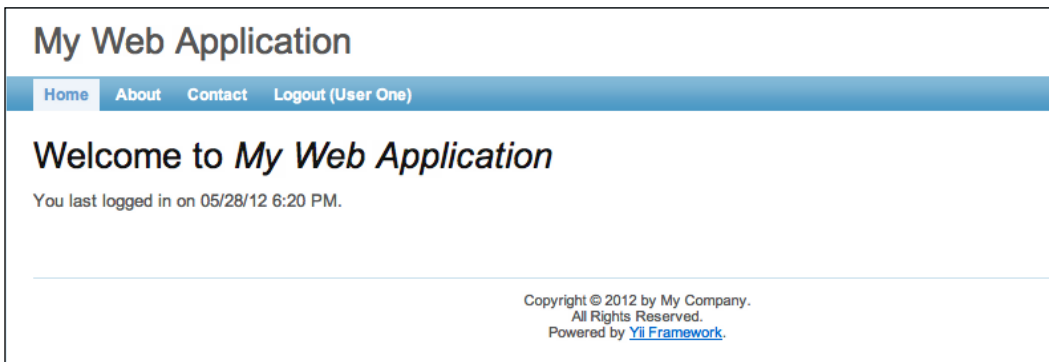 My Web Application
Home About Contact Logout (User One)
Welcome to My Web Application
You last logged in on 05/28/12 6:20 PM.
Copyright © 2012 by My Company.
All Rights Reserved.
Powered by Yii Framework.